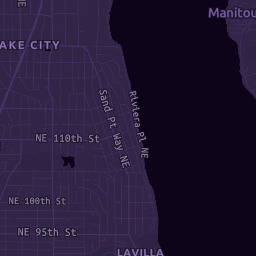 NE
Manitou
AKE CITY
Riviera Pl NE
Sand Pt Way NE
NE 110th St
NE 100th St
NE 95th St
LAVILLA